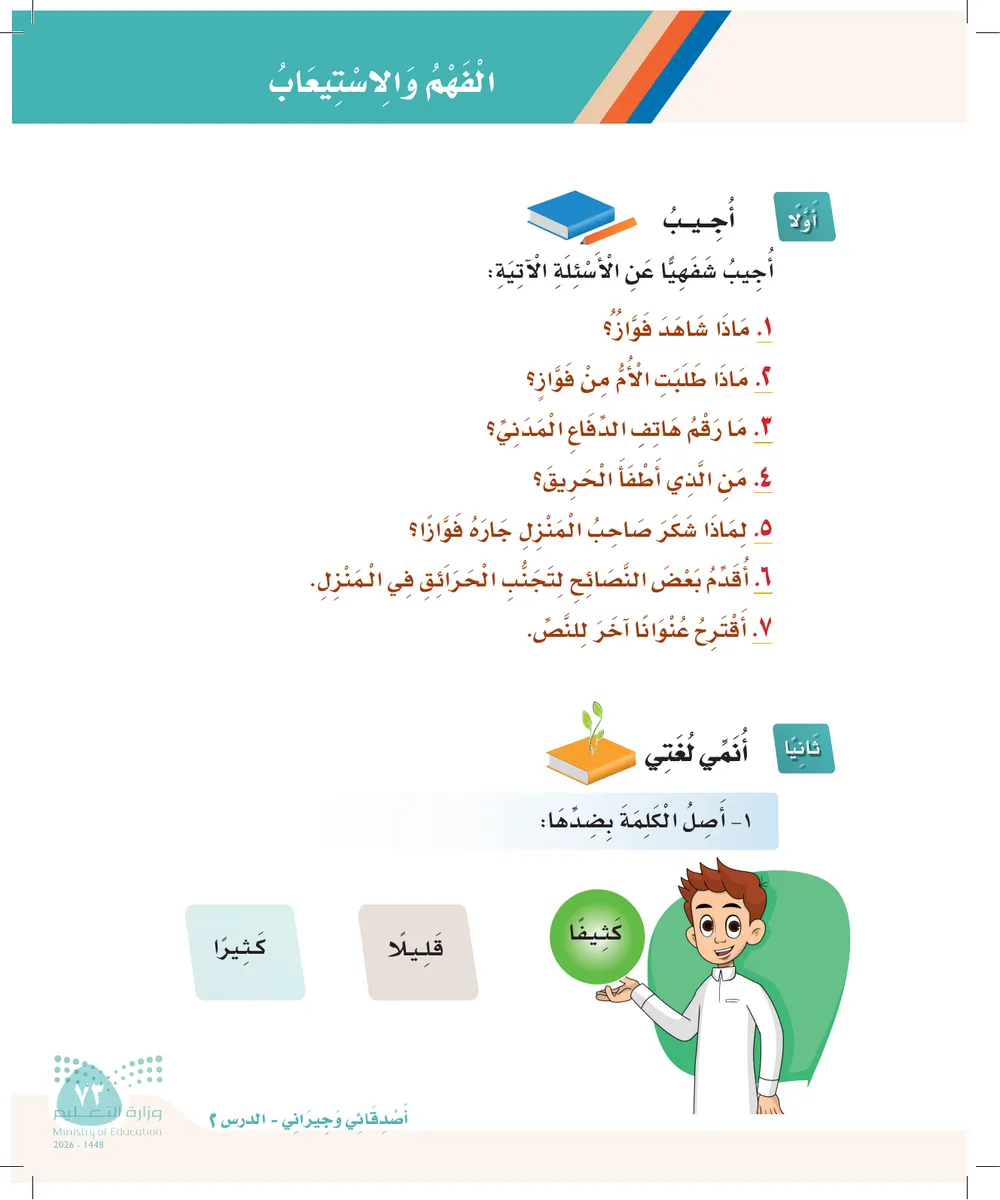 الْفَهْمُ وَالِاسْتِيعَابُ
أَوَّلًا
أُجِـيـبُ
أُجِيبُ شَفَهِيًّا عَنِ الْأَسْئِلَةِ الْآتِيَةِ:
١. مَاذَا شَاهَدَ فَوَّازٌ؟
٢. مَاذَا طَلَبَتِ الْأُمُّ مِنْ فَوَّازٍ؟
٣. مَا رَقْمُ هَاتِفِ الدِّفَاعِ الْمَدَنِيِّ؟
٤. مَنِ الَّذِي أَطْفَأَ الْحَرِيقَ؟
٥. لِمَاذَا شَكَرَ صَاحِبُ الْمَنْزِلِ جَارَهُ فَوَّازًا؟
٦. أُقَدِّمُ بَعْضَ النَّصَائِحِ لِتَجَنُّبِ الْحَرَائِقِ فِي الْمَنْزِلِ.
٧. أَقْتَرِحُ عُنْوَانًا آخَرَ لِلنَّصِّ.
ثَانِيًا
أُنَمِّي لُغَتِي
١- أَصِلُ الْكَلِمَةَ بِضِدِّهَا:
كَثِيفًا
قَلِيلًا
كَثِيرًا
أَصْدِقَائِي وَجِيرَانِي - الدرس ٢
٧٣
وزارة التعليم
Ministry of Education
2026 - 1448